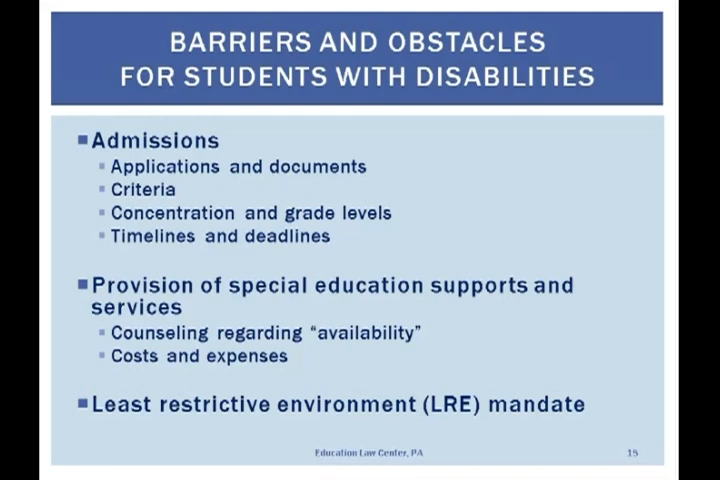 BARRIERS AND OBSTACLES
FOR STUDENTS WITH DISABILITIES
Admissions
Applications and documents
Criteria
Concentration and grade levels
Timelines and deadlines
Provision of special education supports and
services
Counseling regarding “availability”
Costs and expenses
Least restrictive environment (LRE) mandate
Education Law Center, PA
15